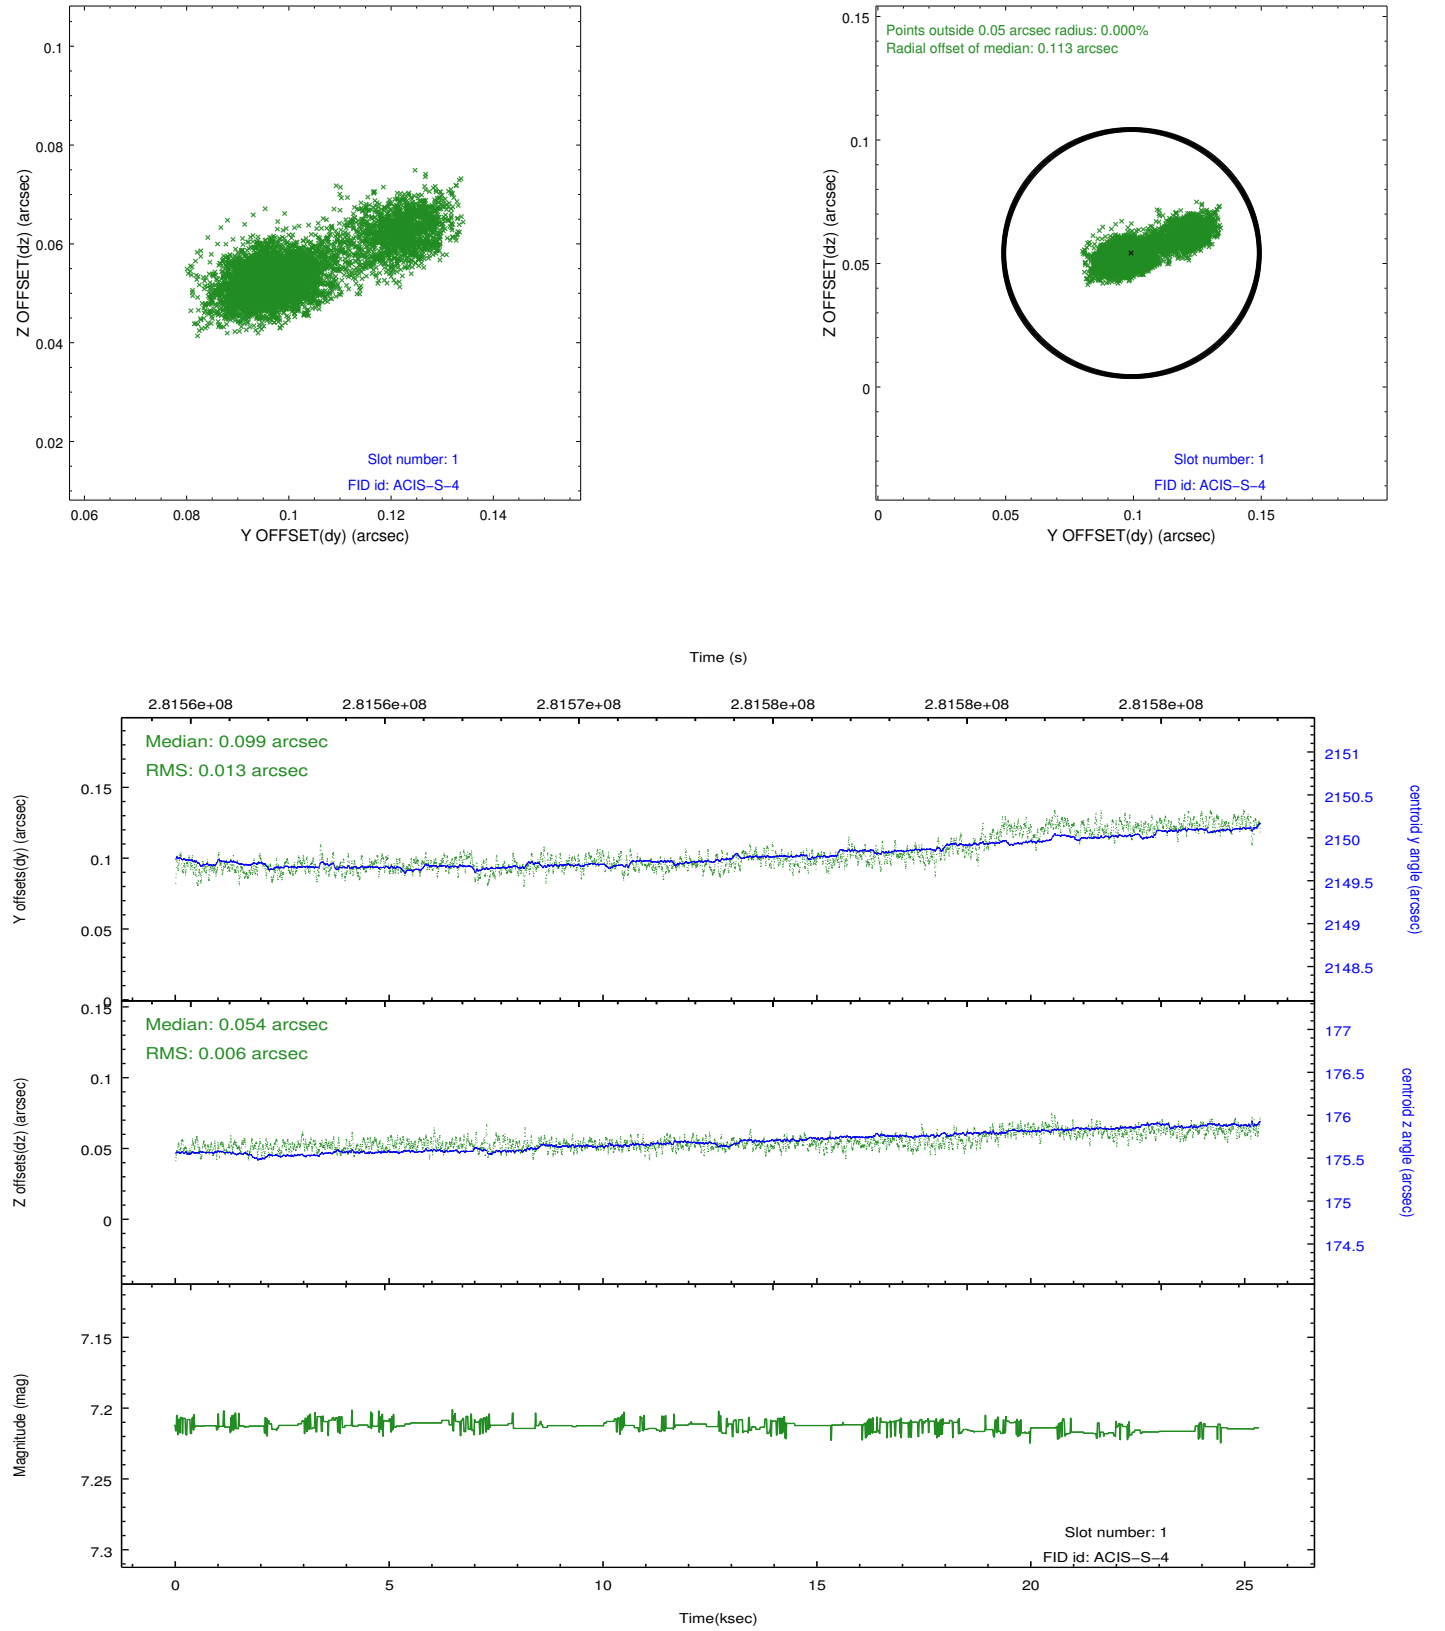 0.1
0.08
0.06
0.04
0.02
Z OFFSET(dz) (arcsec)
Slot number: 1
FID id: ACIS−S−4
0.06
0.08
0.1
0.12
0.14
Y OFFSET(dy) (arcsec)
Points outside 0.05 arcsec radius: 0.000%
Radial offset of median: 0.113 arcsec
0.15
0.1
0.05
0
Z OFFSET(dz) (arcsec)
Slot number: 1
FID id: ACIS−S−4
0
0.05
0.1
0.15
Y OFFSET(dy) (arcsec)
Time (s)
2.8156e+08
2.8156e+08
2.8157e+08
2.8158e+08
2.8158e+08
2.8158e+08
Median: 0.099 arcsec
RMS: 0.013 arcsec
0.15
0.1
0.05
0
Y offsets(dy) (arcsec)
2151
2150.5
2150
2149.5
2149
2148.5
centroid y angle (arcsec)
Median: 0.054 arcsec
RMS: 0.006 arcsec
0.15
0.1
0.05
0
Z offsets(dz) (arcsec)
177
176.5
176
175.5
175
174.5
centroid z angle (arcsec)
7.15
7.2
7.25
7.3
Magnitude (mag)
Slot number: 1
FID id: ACIS−S−4
0
5
10
15
20
25
Time(ksec)